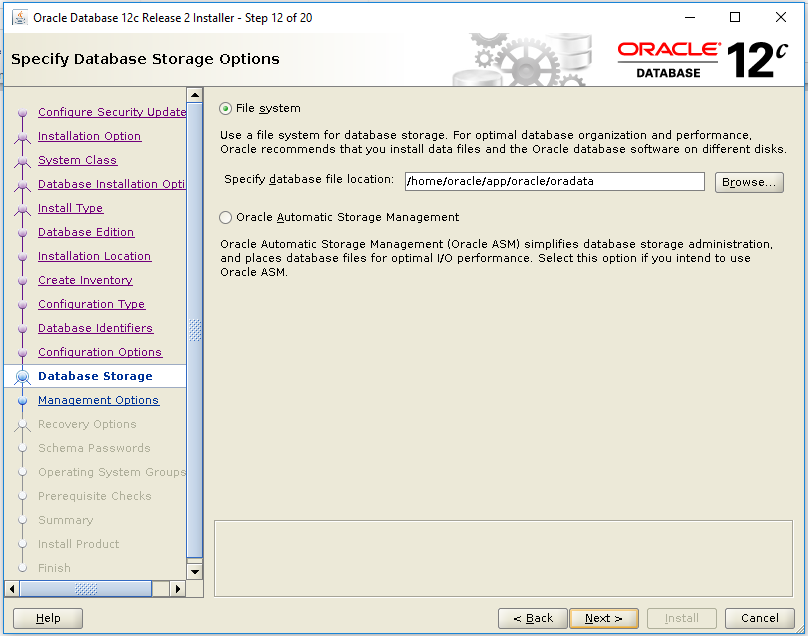 Oracle Database 12c Release 2 Installer - Step 12 of 20
Specify Database Storage Options
ORACLE
DATABASE
12c
Configure Security Update
Installation Option
System Class
Database Installation Opti
Install Type
Database Edition
Installation Location
Create Inventory
Configuration Type
Database Identifiers
Configuration Options
Database Storage
Management Options
Recovery Options
Schema Passwords
Operating System Groups
Prerequisite Checks
Summary
Install Product
Finish
File system
Use a file system for database storage. For optimal database organization and performance,
Oracle recommends that you install data files and the Oracle database software on different disks.
Specify database file location: /home/oracle/app/oracle/oradata Browse...
Oracle Automatic Storage Management
Oracle Automatic Storage Management (Oracle ASM) simplifies database storage administration,
and places database files for optimal I/O performance. Select this option if you intend to use
Oracle ASM.
Help < Back Next > Install Cancel